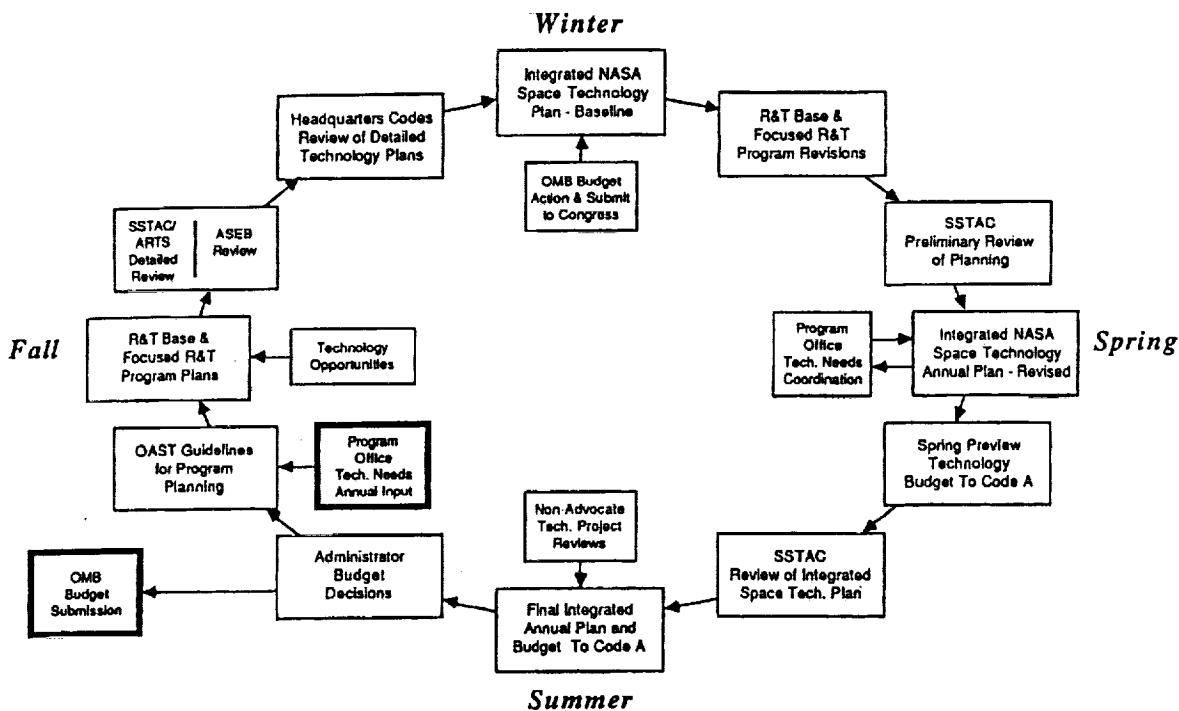 Winter
Integrated NASA
Space Technology
Plan - Baseline
OMB Budget
Action & Submit
to Congress
R&T Base &
Focused R&T
Program Revisions
SSTAC
Preliminary Review
of Planning
Spring
Integrated NASA
Space Technology
Annual Plan - Revised
Program
Office
Tech. Needs
Coordination
Spring Preview
Technology
Budget To Code A
SSTAC
Review of Integrated
Space Tech. Plan
Non-Advocate
Tech. Project
Reviews
Final Integrated
Annual Plan and
Budget To Code A
Summer
Administrator
Budget
Decisions
OMB
Budget
Submission
OAST Guidelines
for Program
Planning
Program
Office
Tech. Needs
Annual Input
Fall
R&T Base &
Focused R&T
Program Plans
Technology
Opportunities
SSTAC/
ARTS
Detailed
Review
ASEB
Review
Headquarters Codes
Review of Detailed
Technology Plans